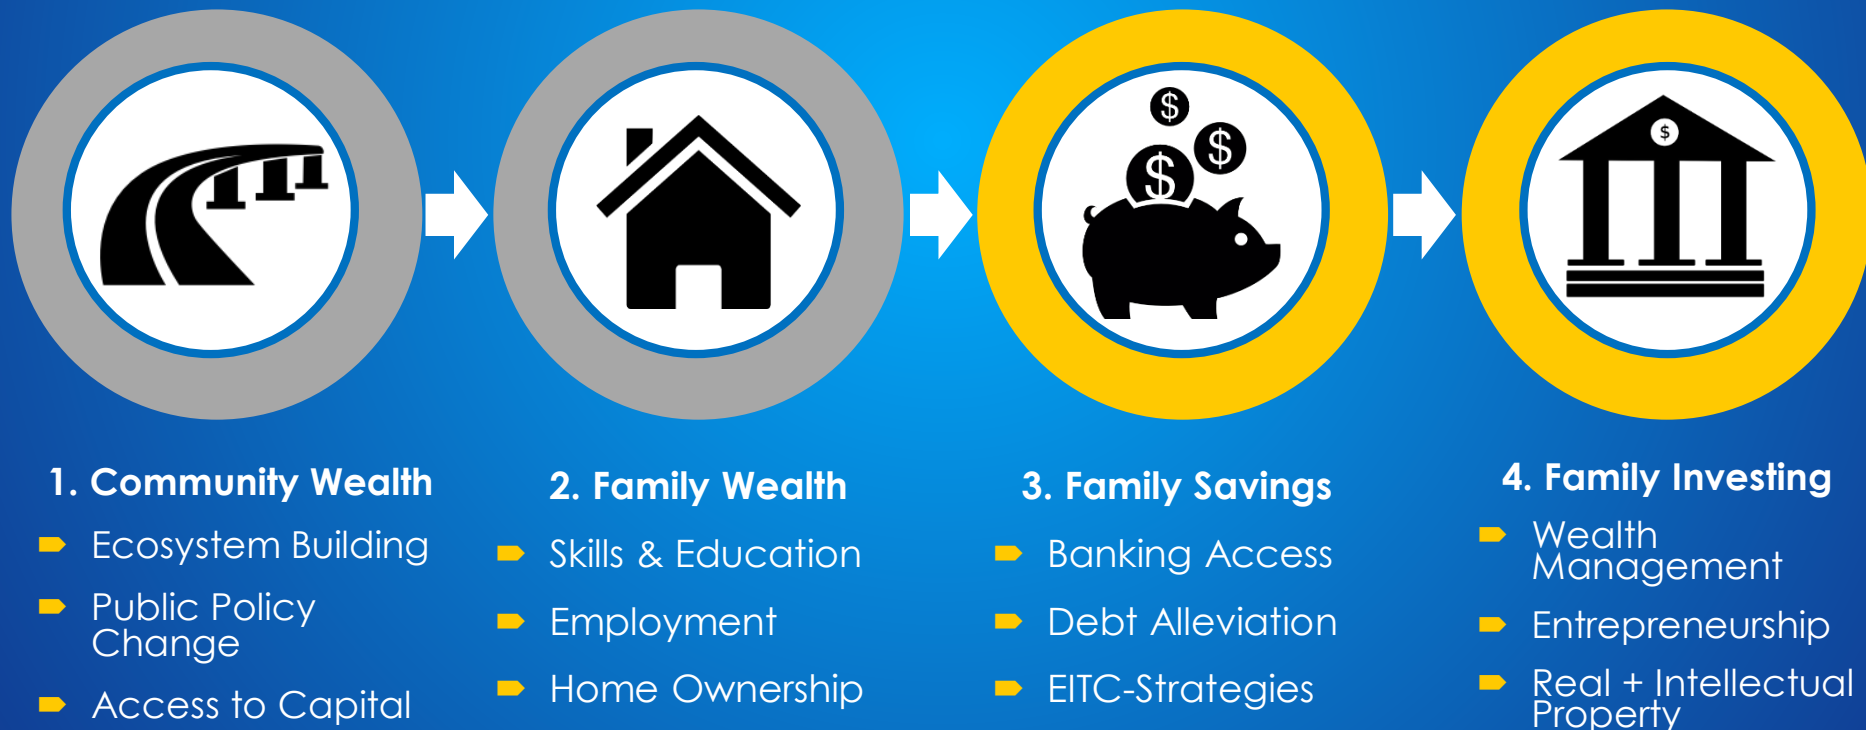 $
$
$
$
1. Community Wealth
Ecosystem Building
Public Policy
Change
Access to Capital
2. Family Wealth
Skills & Education
Employment
Home Ownership
3. Family Savings
Banking Access
Debt Alleviation
EITC-Strategies
4. Family Investing
Wealth
Management
Entrepreneurship
Real + Intellectual
Property